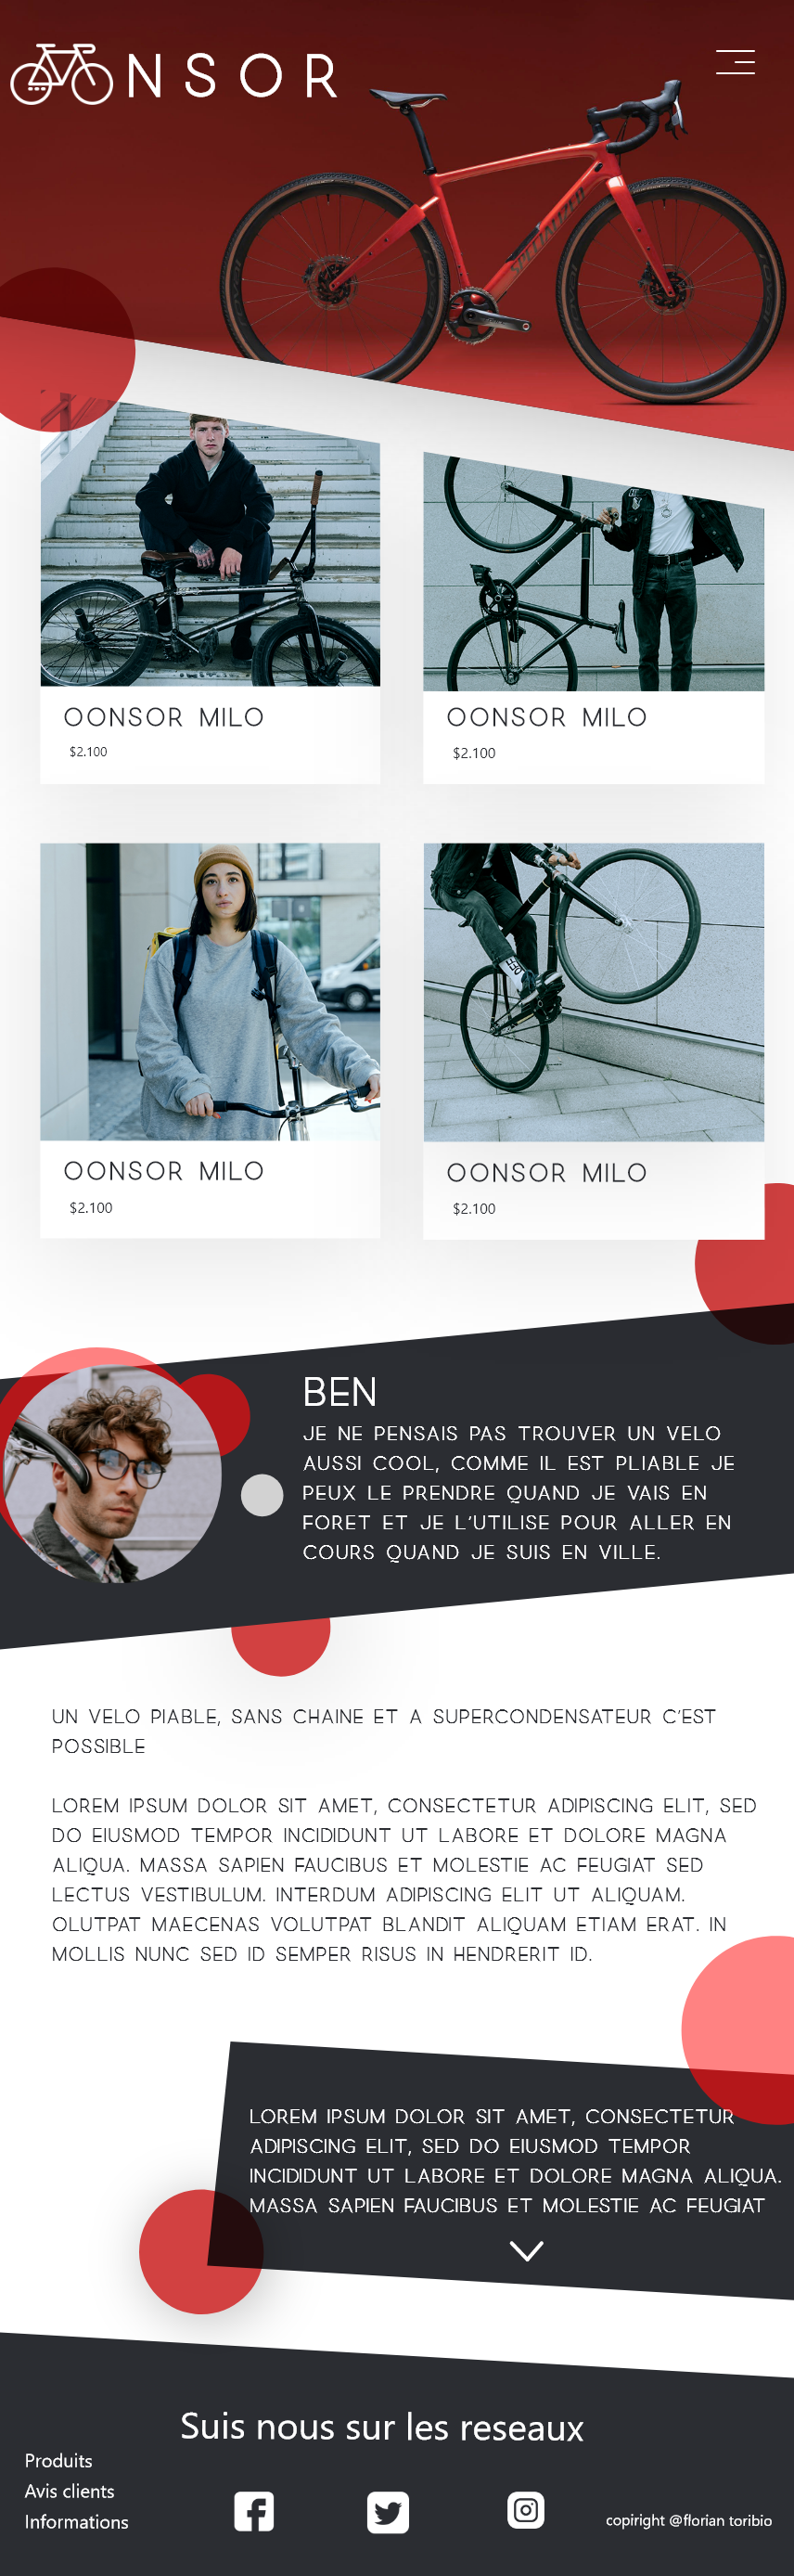 NSOR
SPECIALIZED
OONSOR MILO
$2.100
OONSOR MILO
$2.100
OONSOR MILO
$2.100
OONSOR MILO
$2.100
BEN
JE NE PENSAIS PAS TROUVER UN VELO
AUSSI COOL, COMME IL EST PLIABLE JE
PEUX LE PRENDRE QUAND JE VAIS EN
FORET ET JE L'UTILISE POUR ALLER EN
COURS QUAND JE SUIS EN VILLE.
UN VELO PIABLE, SANS CHAINE ET A SUPERCONDENSATEUR C'EST
POSSIBLE
LOREM IPSUM DOLOR SIT AMET, CONSECTETUR ADIPISCING ELIT, SED
DO EIUSMOD TEMPOR INCIDIDUNT UT LABORE ET DOLORE MAGNA
ALIQUA. MASSA SAPIEN FAUCIBUS ET MOLESTIE AC FEUGIAT SED
LECTUS VESTIBULUM. INTERDUM ADIPISCING ELIT UT ALIQUAM.
OLUTPAT MAECENAS VOLUTPAT BLANDIT ALIQUAM ETIAM ERAT. IN
MOLLIS NUNC SED ID SEMPER RISUS IN HENDRERIT ID.
LOREM IPSUM DOLOR SIT AMET, CONSECTETUR
ADIPISCING ELIT, SED DO EIUSMOD TEMPOR
INCIDIDUNT UT LABORE ET DOLORE MAGNA ALIQUA.
MASSA SAPIEN FAUCIBUS ET MOLESTIE AC FEUGIAT
Suis nous sur les reseaux
Produits
Avis clients
Informations
copiright @florian toribio